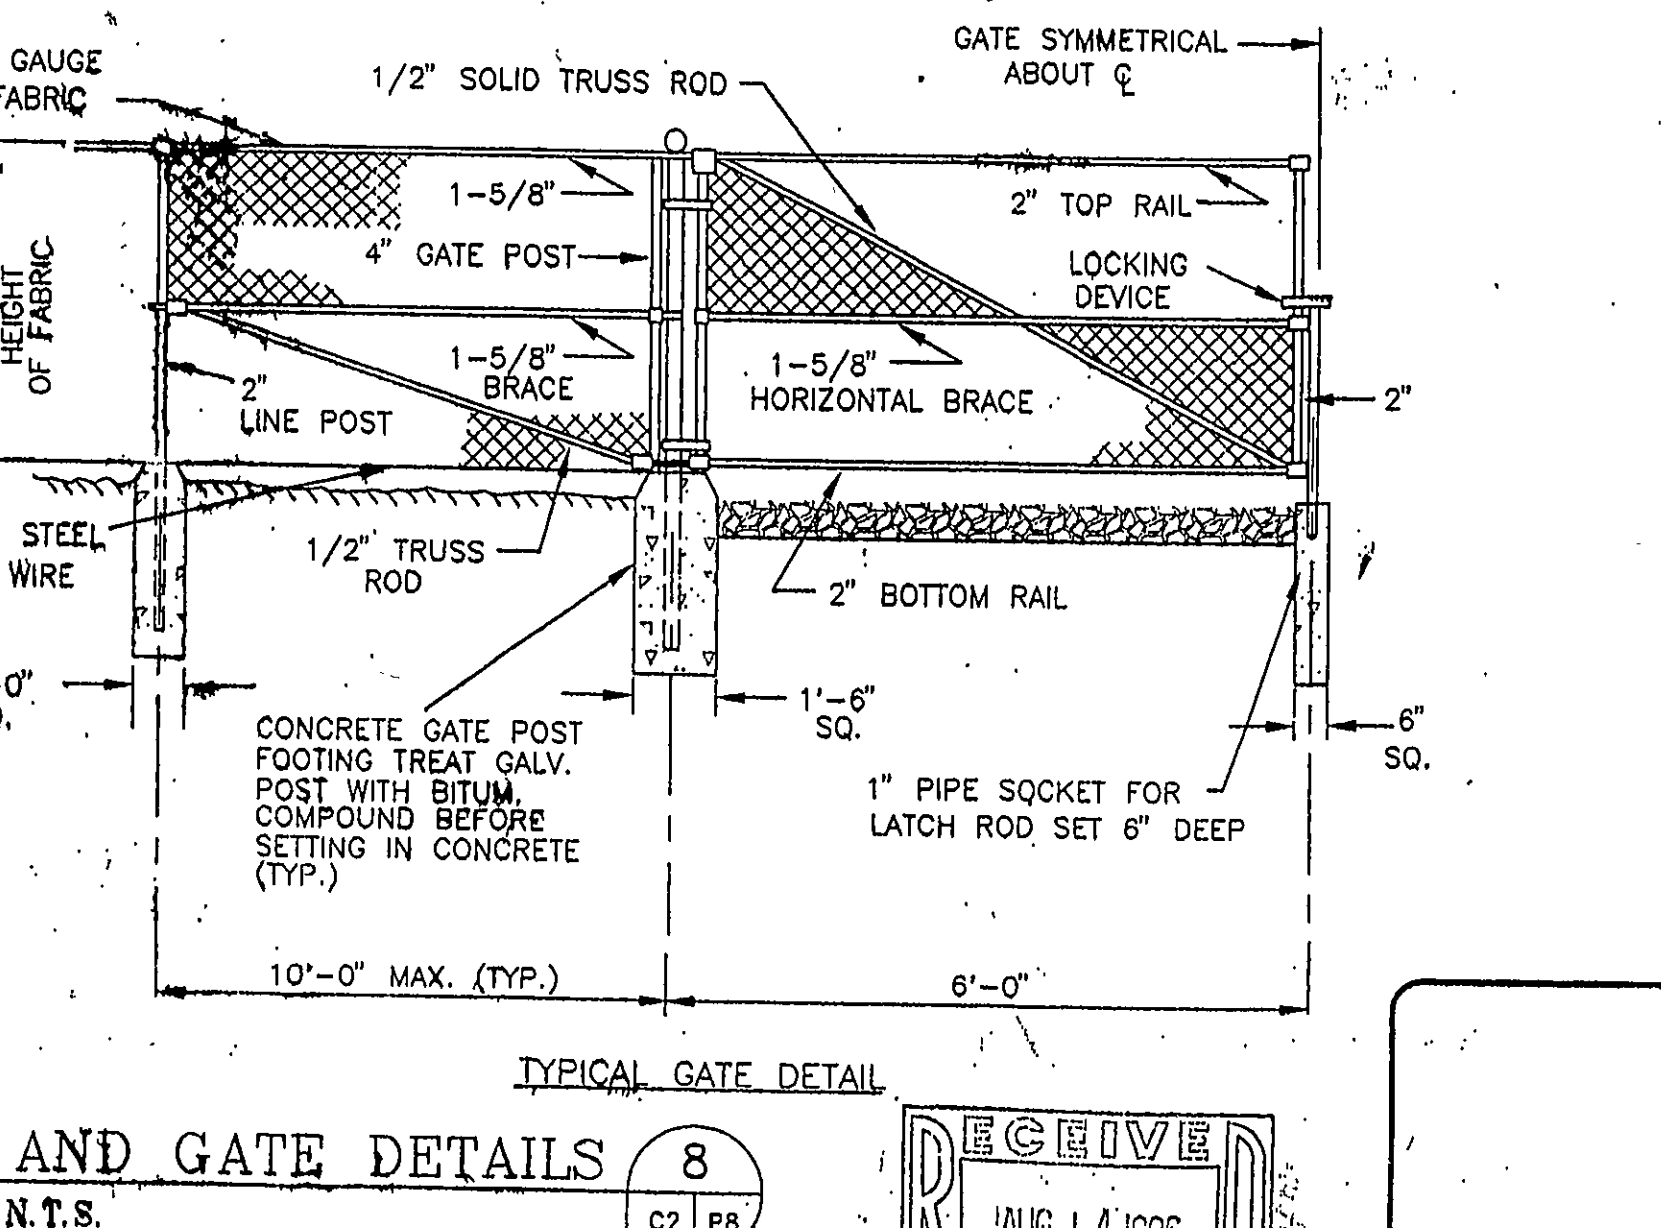 GAUGE
FABRIC
1/2" SOLID TRUSS ROD
GATE SYMMETRICAL
ABOUT ℄
1-5/8"
2" TOP RAIL
4" GATE POST
LOCKING
DEVICE
HEIGHT
OF FABRIC
1-5/8"
BRACE
1-5/8"
HORIZONTAL BRACE
2"
2"
LINE POST
STEEL
WIRE
1/2" TRUSS
ROD
2" BOTTOM RAIL
0"
1'-6"
SQ.
6"
SQ.
CONCRETE GATE POST
FOOTING TREAT GALV.
POST WITH BITUM.
COMPOUND BEFORE
SETTING IN CONCRETE
(TYP.)
1" PIPE SOCKET FOR
LATCH ROD SET 6" DEEP
10'-0" MAX. (TYP.)
6'-0"
TYPICAL GATE DETAIL
AND GATE DETAILS
8
N.T.S.
C2 P8
RECEIVED
AUG 14